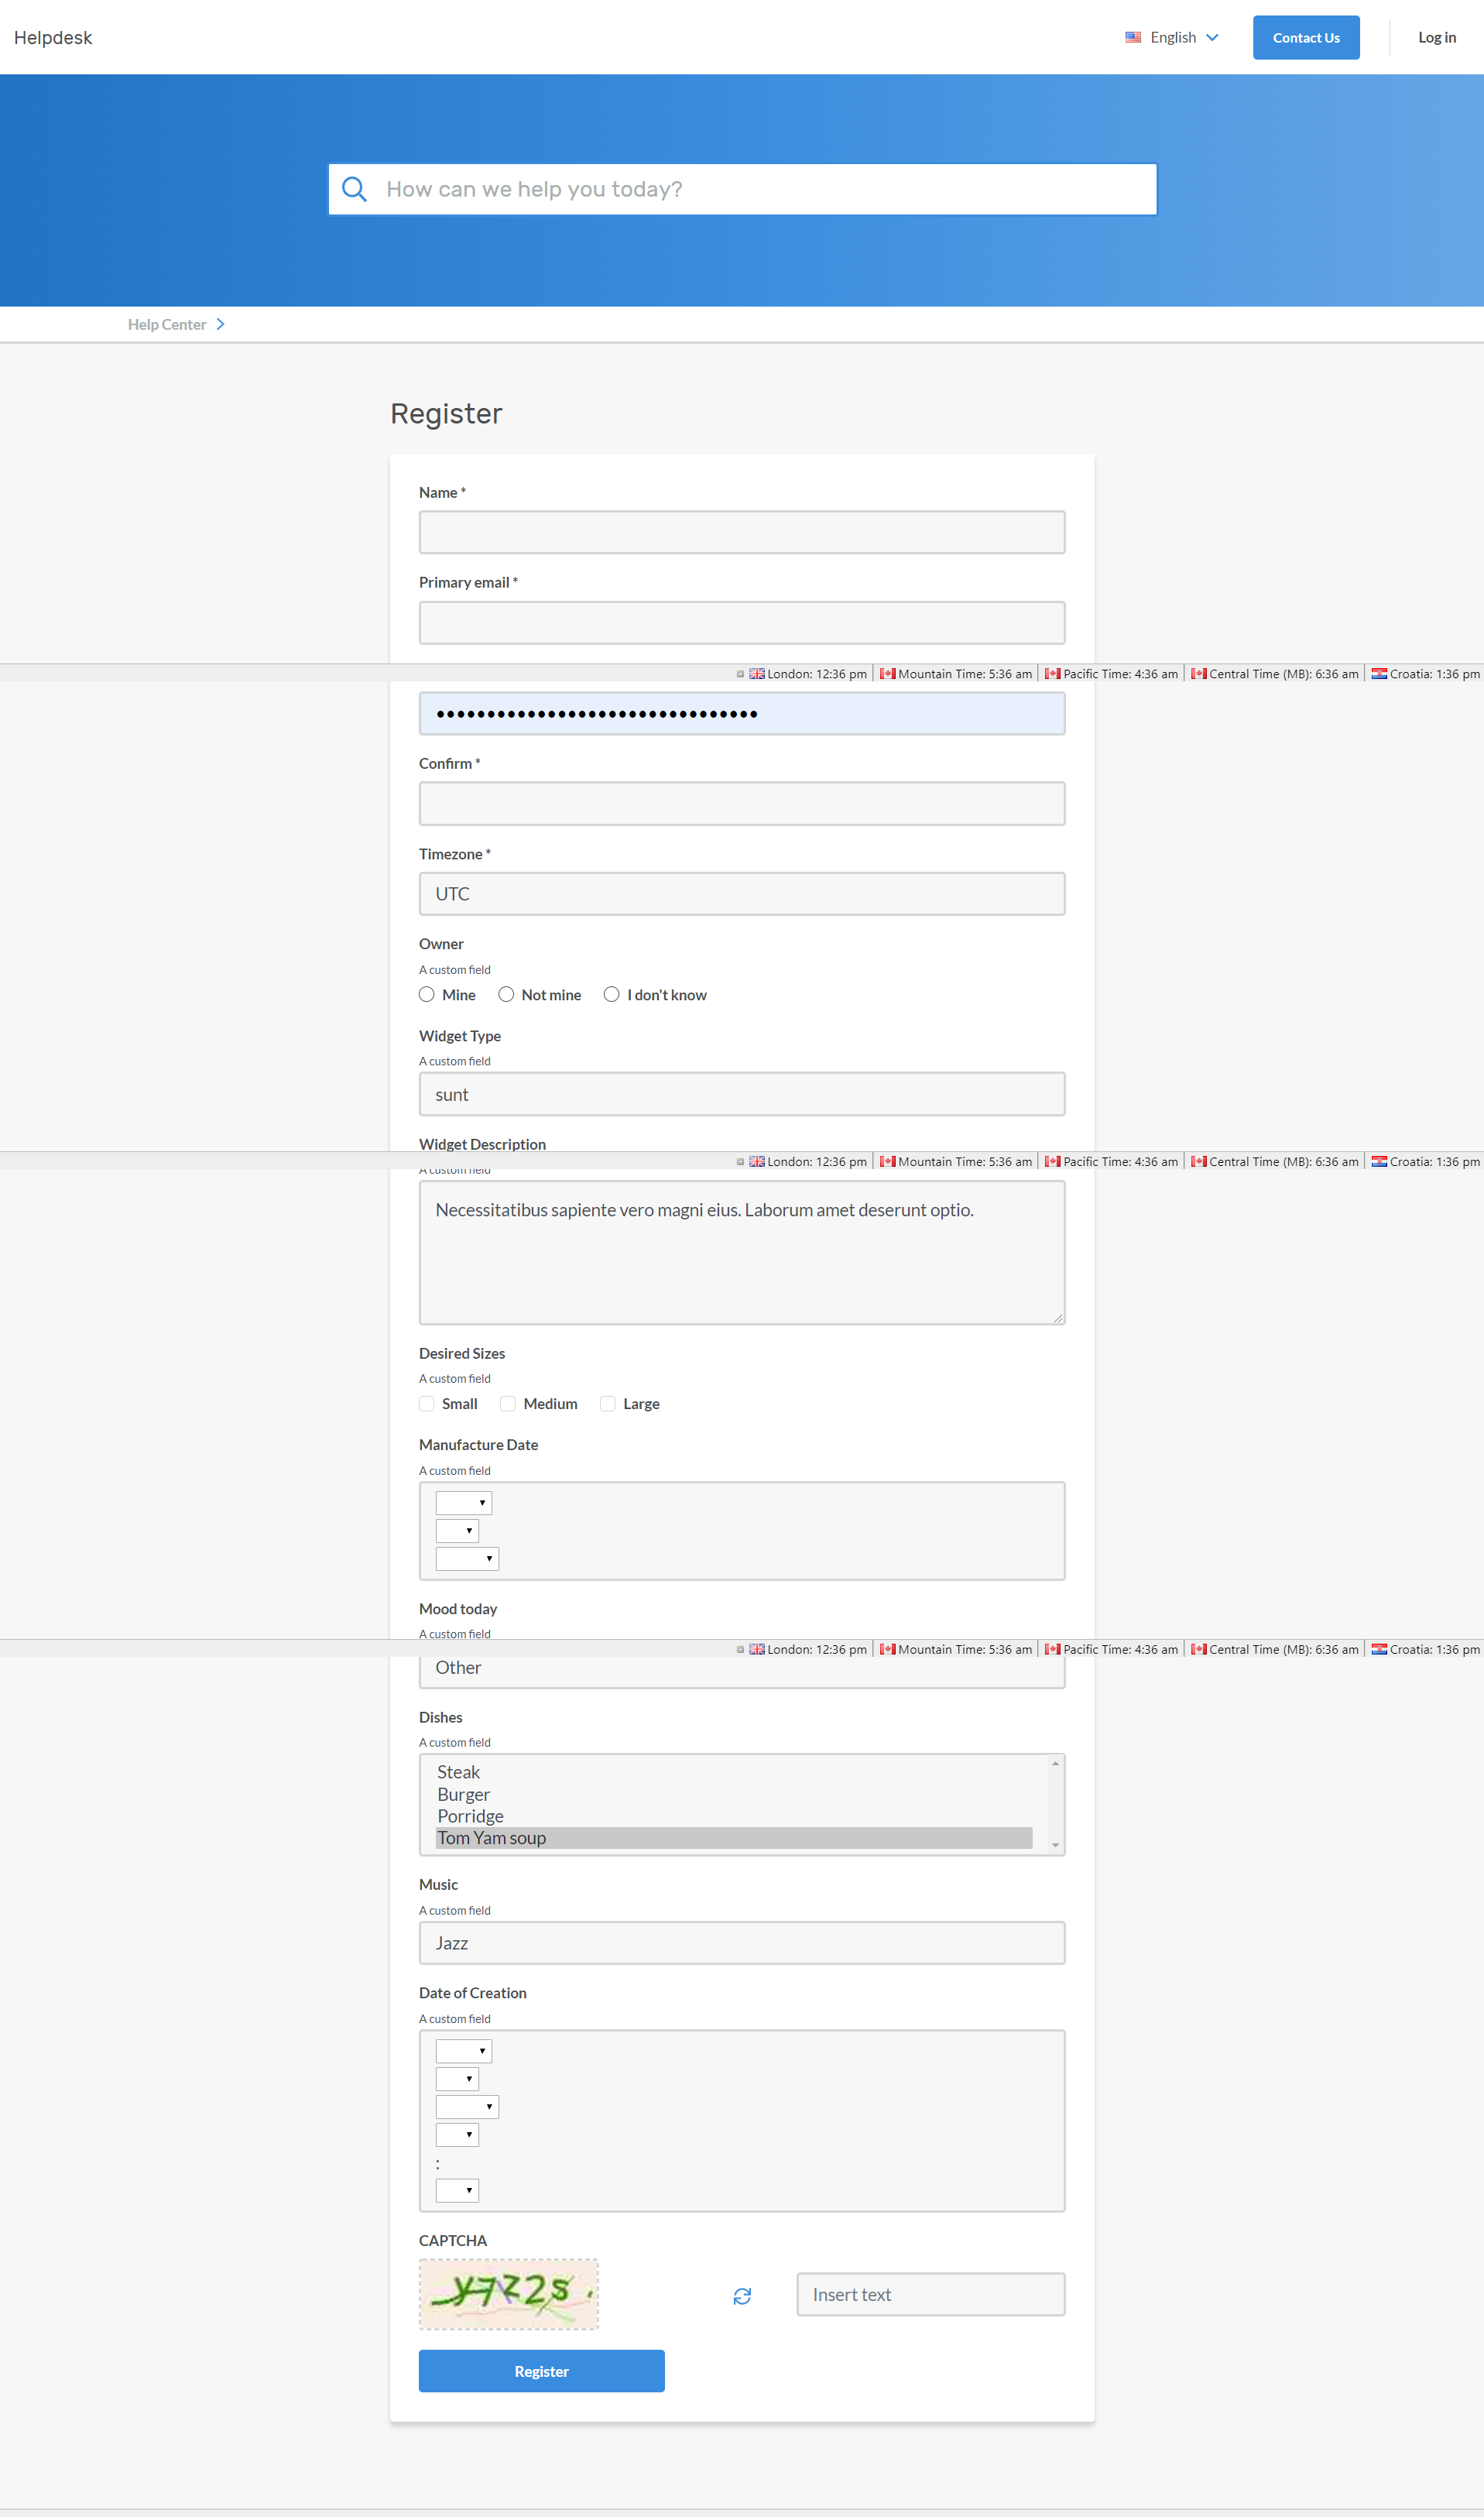 Helpdesk
English
Contact Us
Log in
How can we help you today?
Help Center
Register
Name *
Primary email *
London: 12:36 pm Mountain Time: 5:36 am Pacific Time: 4:36 am Central Time (MB): 6:36 am Croatia: 1:36 pm
Confirm *
Timezone *
UTC
Owner
A custom field
Mine Not mine I don't know
Widget Type
A custom field
sunt
Widget Description
London: 12:36 pm Mountain Time: 5:36 am Pacific Time: 4:36 am Central Time (MB): 6:36 am Croatia: 1:36 pm
A custom field
Necessitatibus sapiente vero magni eius. Laborum amet deserunt optio.
Desired Sizes
A custom field
Small Medium Large
Manufacture Date
A custom field
Mood today
A custom field
London: 12:36 pm Mountain Time: 5:36 am Pacific Time: 4:36 am Central Time (MB): 6:36 am Croatia: 1:36 pm
Other
Dishes
A custom field
Steak
Burger
Porridge
Tom Yam soup
Music
A custom field
Jazz
Date of Creation
A custom field
:
CAPTCHA
Insert text
Register